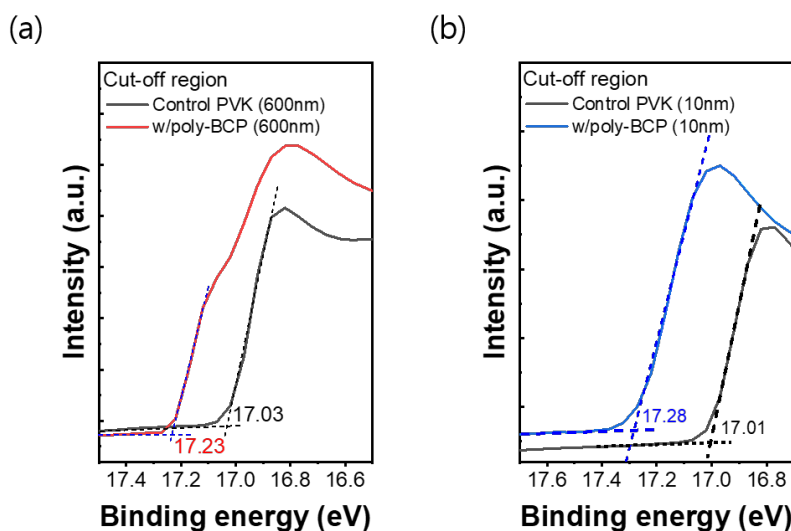 (a)
Cut-off region
Control PVK (600nm)
w/poly-BCP (600nm)
17.03
17.23
17.4 17.2 17.0 16.8 16.6
Binding energy (eV)
Intensity (a.u.)
(b)
Cut-off region
Control PVK (10nm)
w/poly-BCP (10nm)
17.28
17.01
17.6 17.4 17.2 17.0 16.8
Binding energy (eV)
Intensity (a.u.)